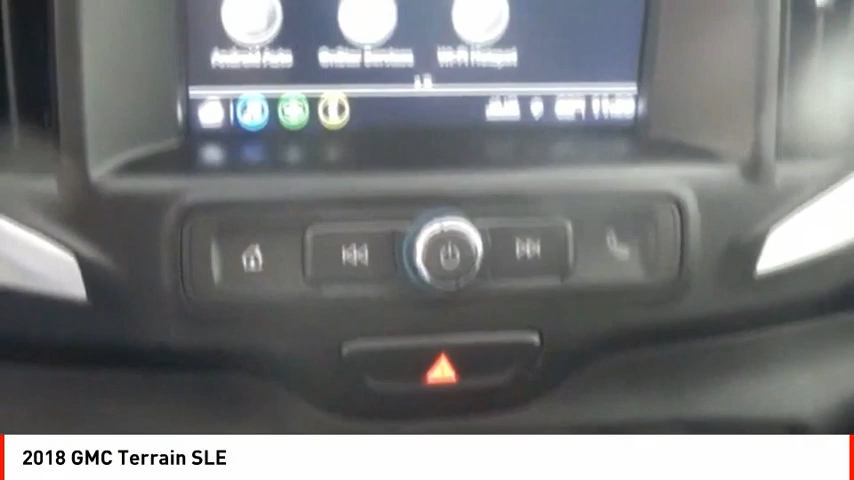 Android Auto OnStar Services Wi-Fi Hotspot
2018 GMC Terrain SLE